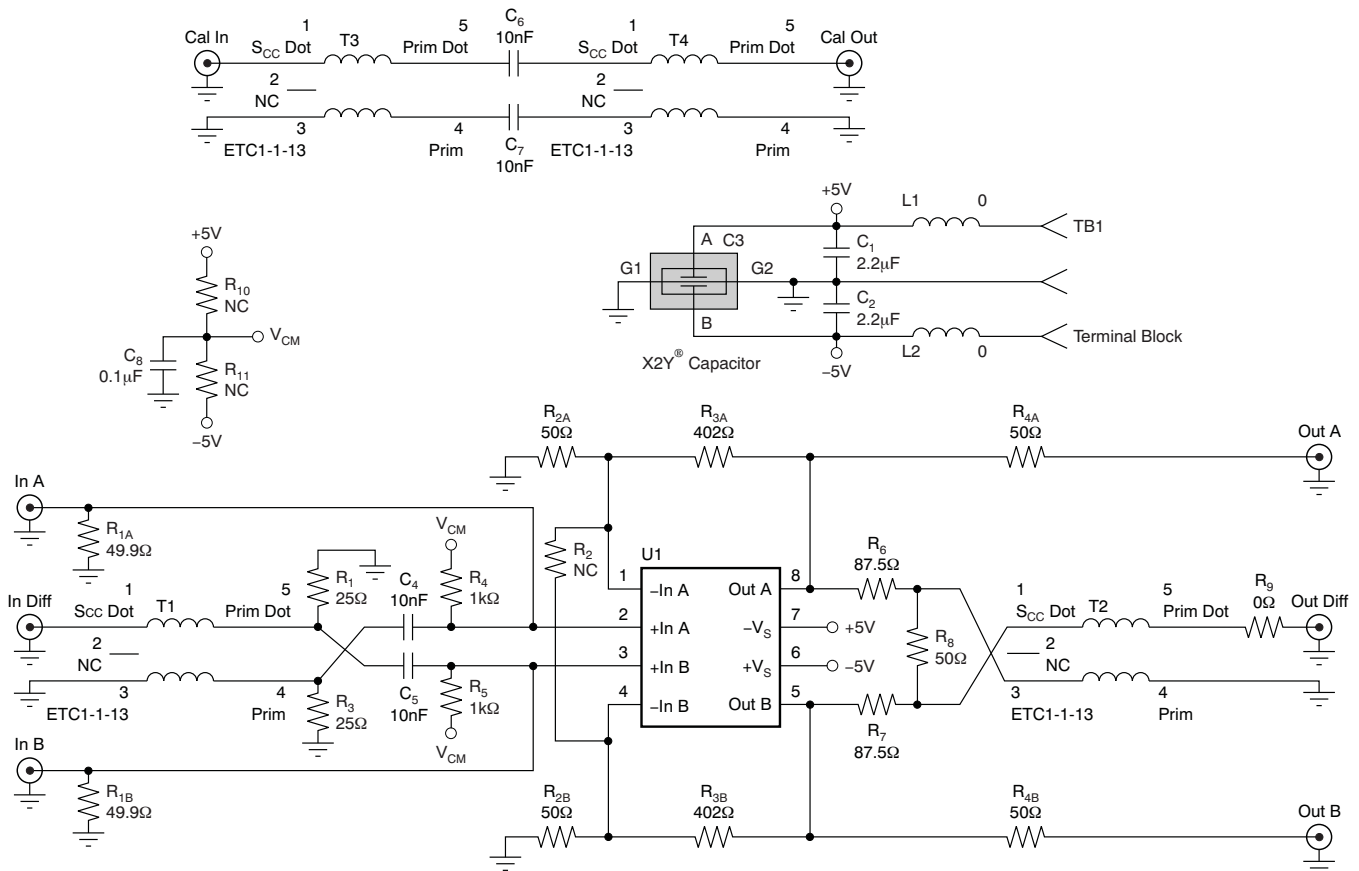 Cal In
1
S_CC Dot
T3
5
Prim Dot
C6
10nF
1
S_CC Dot
T4
5
Prim Dot
Cal Out
2
NC
2
NC
3
ETC1-1-13
4
Prim
C7
10nF
3
ETC1-1-13
4
Prim
+5V
R10
NC
VCM
C8
0.1μF
R11
NC
−5V
+5V
L1
0
TB1
A
C3
G1
G2
C1
2.2μF
C2
2.2μF
B
X2Y® Capacitor
−5V
L2
0
Terminal Block
R2A
50Ω
R3A
402Ω
R4A
50Ω
Out A
In A
R1A
49.9Ω
VCM
R4
1kΩ
R1
25Ω
C4
10nF
In Diff
1
SCC Dot
T1
5
Prim Dot
2
NC
3
ETC1-1-13
4
Prim
R3
25Ω
C5
10nF
R5
1kΩ
VCM
In B
R1B
49.9Ω
R2
NC
U1
1
−In A
Out A
8
2
+In A
−VS
7
+5V
3
+In B
+VS
6
−5V
4
−In B
Out B
5
R6
87.5Ω
R8
50Ω
R7
87.5Ω
1
SCC Dot
T2
5
Prim Dot
R9
0Ω
Out Diff
2
NC
3
ETC1-1-13
4
Prim
R2B
50Ω
R3B
402Ω
R4B
50Ω
Out B